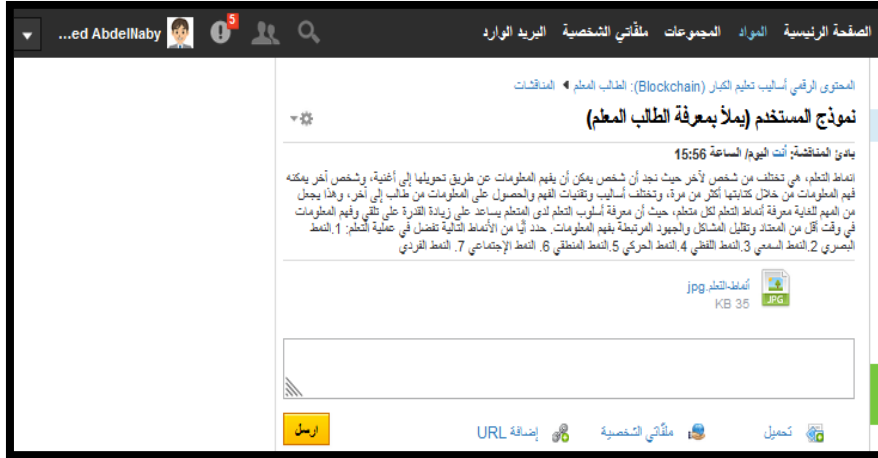 الصفحة الرئيسية المواد المجموعات ملفّاتي الشخصية البريد الوارد 5 ...ed AbdelNaby
المحتوى الرقمي أساليب تعليم الكبار (Blockchain): الطالب المعلم المناقشات
نموذج المستخدم (يملأ بمعرفة الطالب المعلم)
بادئ المناقشة: أنت اليوم/ الساعة 15:56
انماط التعلم، هي تختلف من شخص لأخر حيث نجد أن شخص يمكن أن يفهم المعلومات عن طريق تحويلها إلى أغنية، وشخص آخر يمكنه
فهم المعلومات من خلال كتابتها أكثر من مرة، وتختلف أساليب وتقنيات الفهم والحصول على المعلومات من طالب إلى أخر، وهذا يجعل
من المهم للغاية معرفة أنماط التعلم لكل متعلم، حيث أن معرفة أسلوب التعلم لدى المتعلم يساعد على زيادة القدرة على تلقي وفهم المعلومات
في وقت أقل من المعتاد وتقليل المشاكل والجهود المرتبطة بفهم المعلومات. حدد أيًا من الأنماط التالية تفضل في عملية التعلم: 1.النمط
البصري 2.النمط السمعي 3.النمط اللفظي 4.النمط الحركي 5.النمط المنطقي 6. النمط الإجتماعي 7. النمط الفردي
أنماط-التعلم.jpg
JPG
35 KB
تحميل ملفّاتي الشخصية إضافة URL ارسل